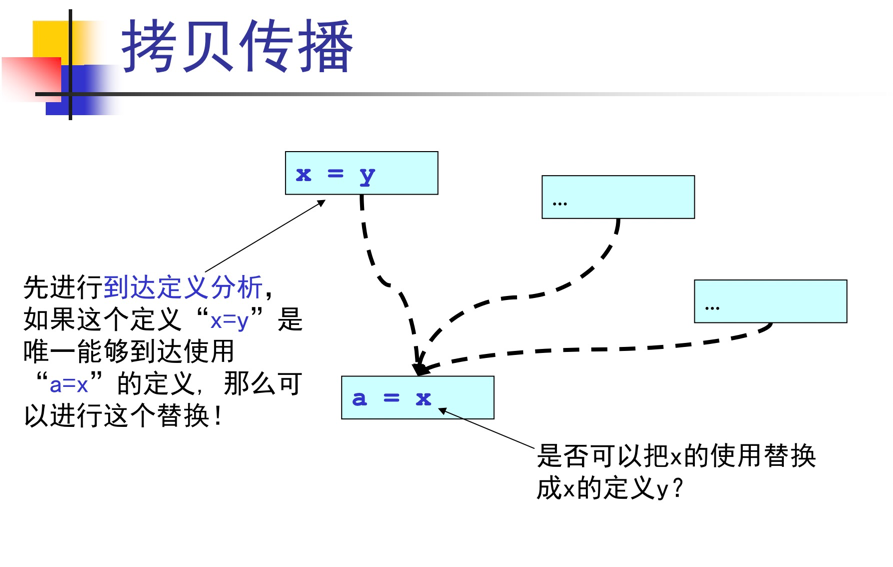 拷贝传播
x = y
...
先进行到达定义分析，
如果这个定义“x=y”是
唯一能够到达使用
“a=x”的定义，那么可
以进行这个替换！
...
a = x
是否可以把x的使用替换
成x的定义y？